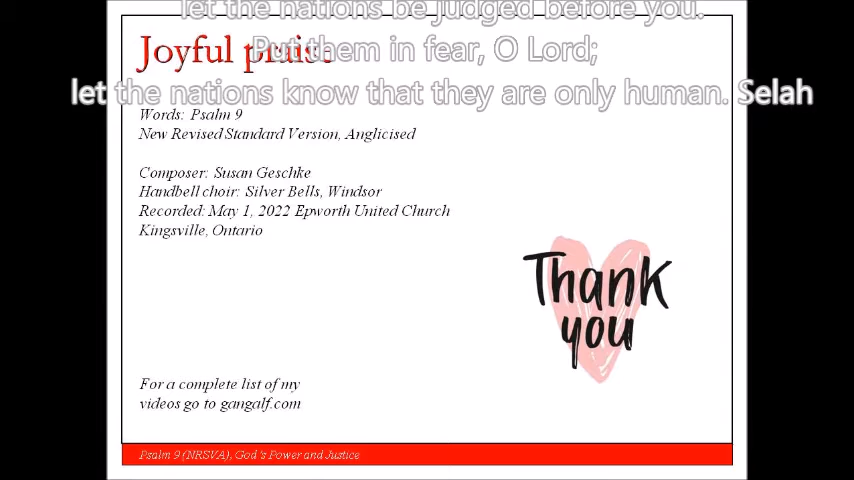 let the nations be judged before you.
Joyful praise
Put them in fear, O Lord;
let the nations know that they are only human. Selah
Words: Psalm 9
New Revised Standard Version, Anglicised
Composer: Susan Geschke
Handbell choir: Silver Bells, Windsor
Recorded: May 1, 2022 Epworth United Church
Kingsville, Ontario
Thank
you
For a complete list of my
videos go to gangalf.com
Psalm 9 (NRSVA), God's Power and Justice